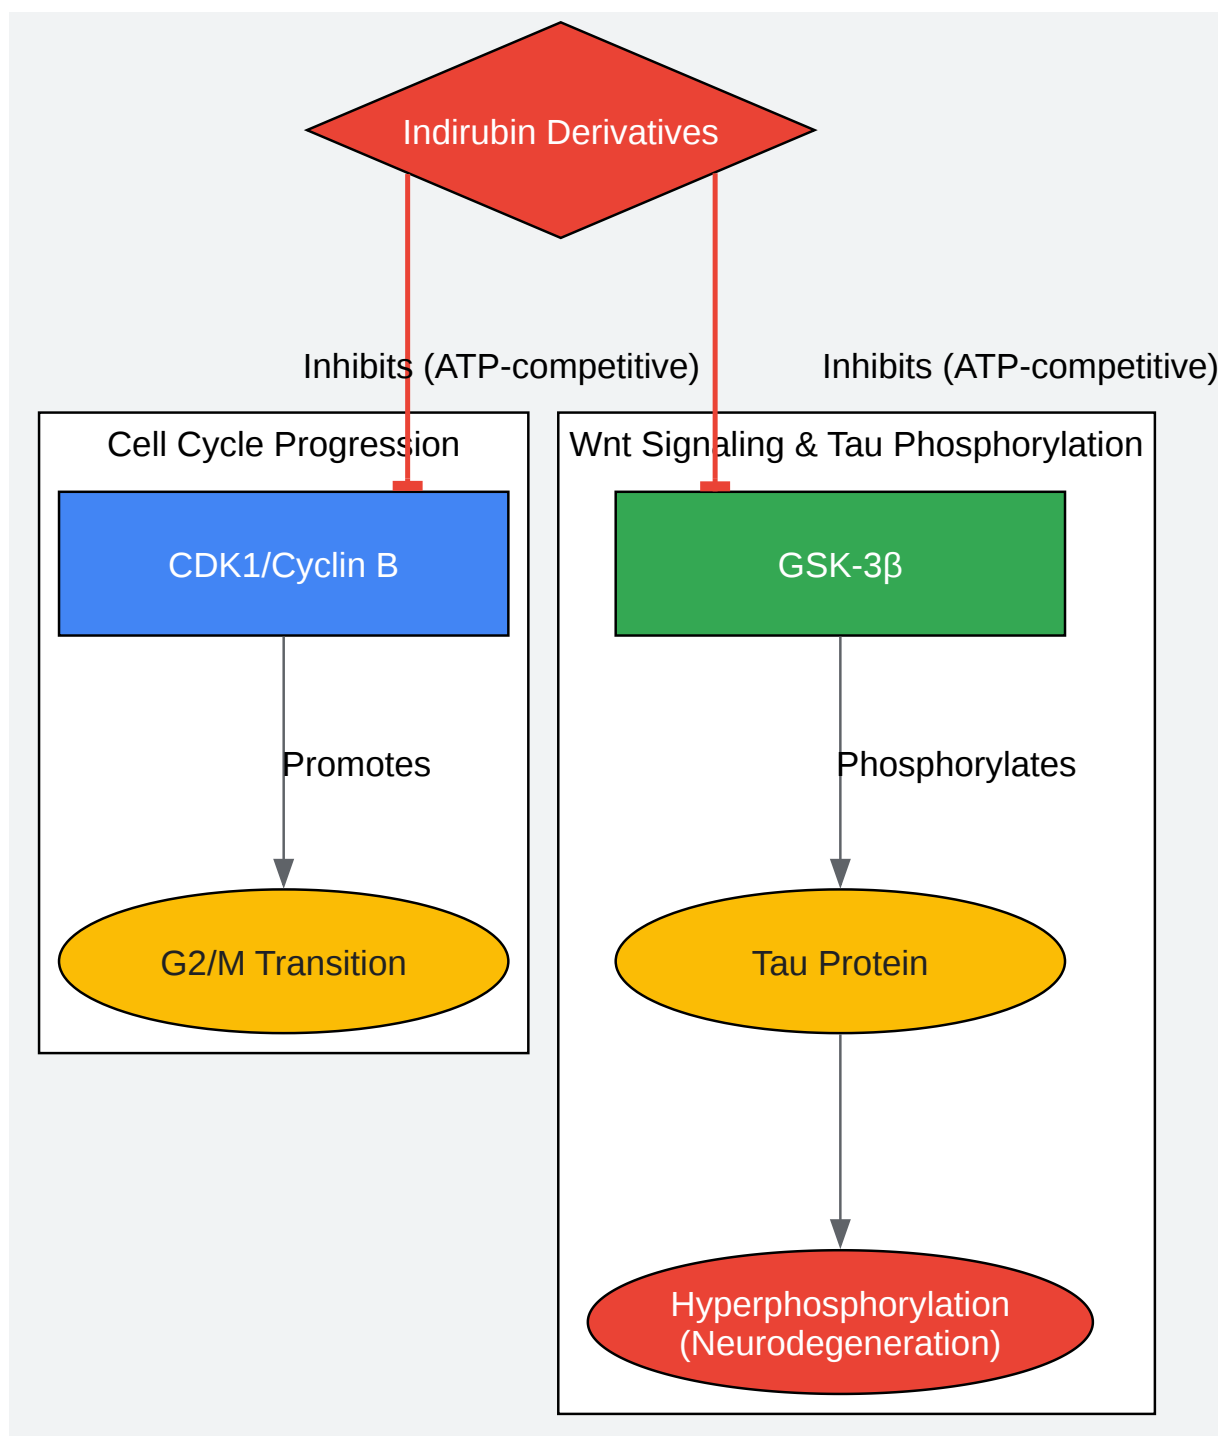 Indirubin Derivatives
Inhibits (ATP-competitive)
Inhibits (ATP-competitive)
Cell Cycle Progression
Wnt Signaling & Tau Phosphorylation
CDK1/Cyclin B
GSK-3β
Promotes
Phosphorylates
G2/M Transition
Tau Protein
Hyperphosphorylation
(Neurodegeneration)